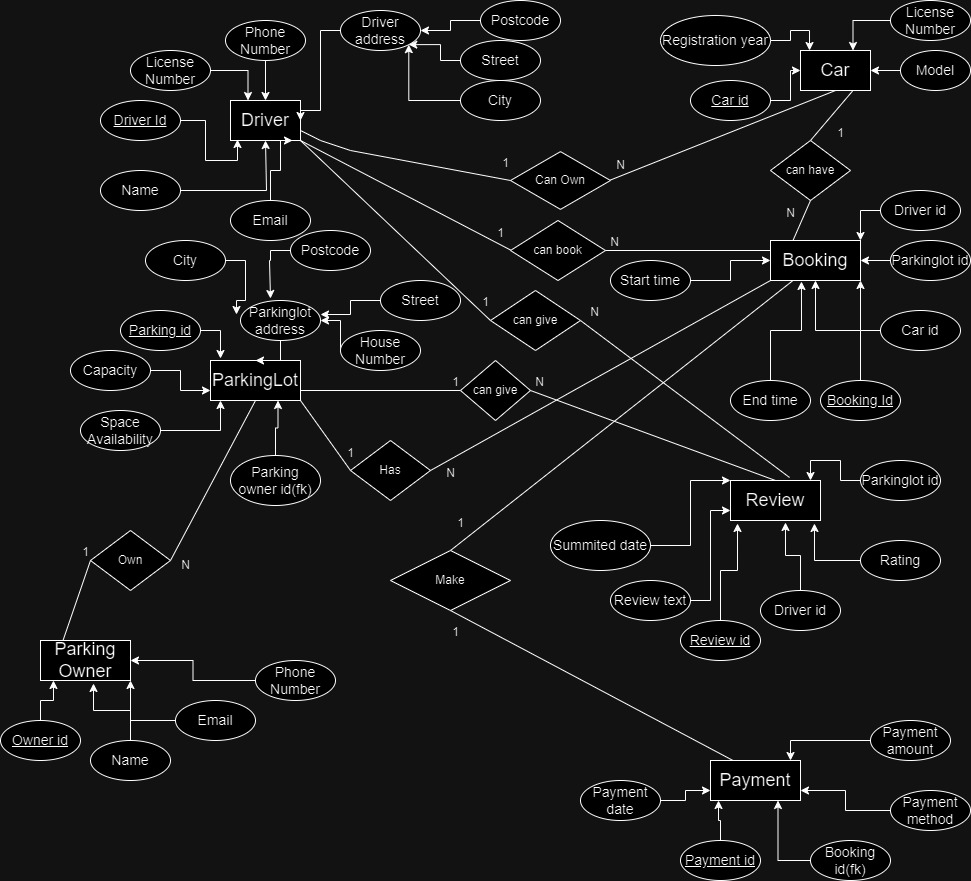 Driver
address
Postcode
License
Number
Phone
Number
Registration year
Street
Car
License
Number
Model
City
Car id
Driver Id
Driver
1
can have
Name
1
Can Own
N
Email
N
Driver id
1
can book
N
Booking
Parkinglot id
City
Postcode
Start time
Parking id
Parkinglot
address
Street
1
can give
N
Car id
House
Number
Capacity
ParkingLot
1
can give
N
End time
Booking Id
Space
Availability
1
Has
N
Parking
owner id(fk)
Review
Parkinglot id
1
Summited date
1
Own
N
Make
Rating
Review text
Driver id
1
Review id
Parking
Owner
Phone
Number
Owner id
Email
Name
Payment
amount
Payment
Payment
date
Payment
method
Payment id
Booking
id(fk)
License
Number